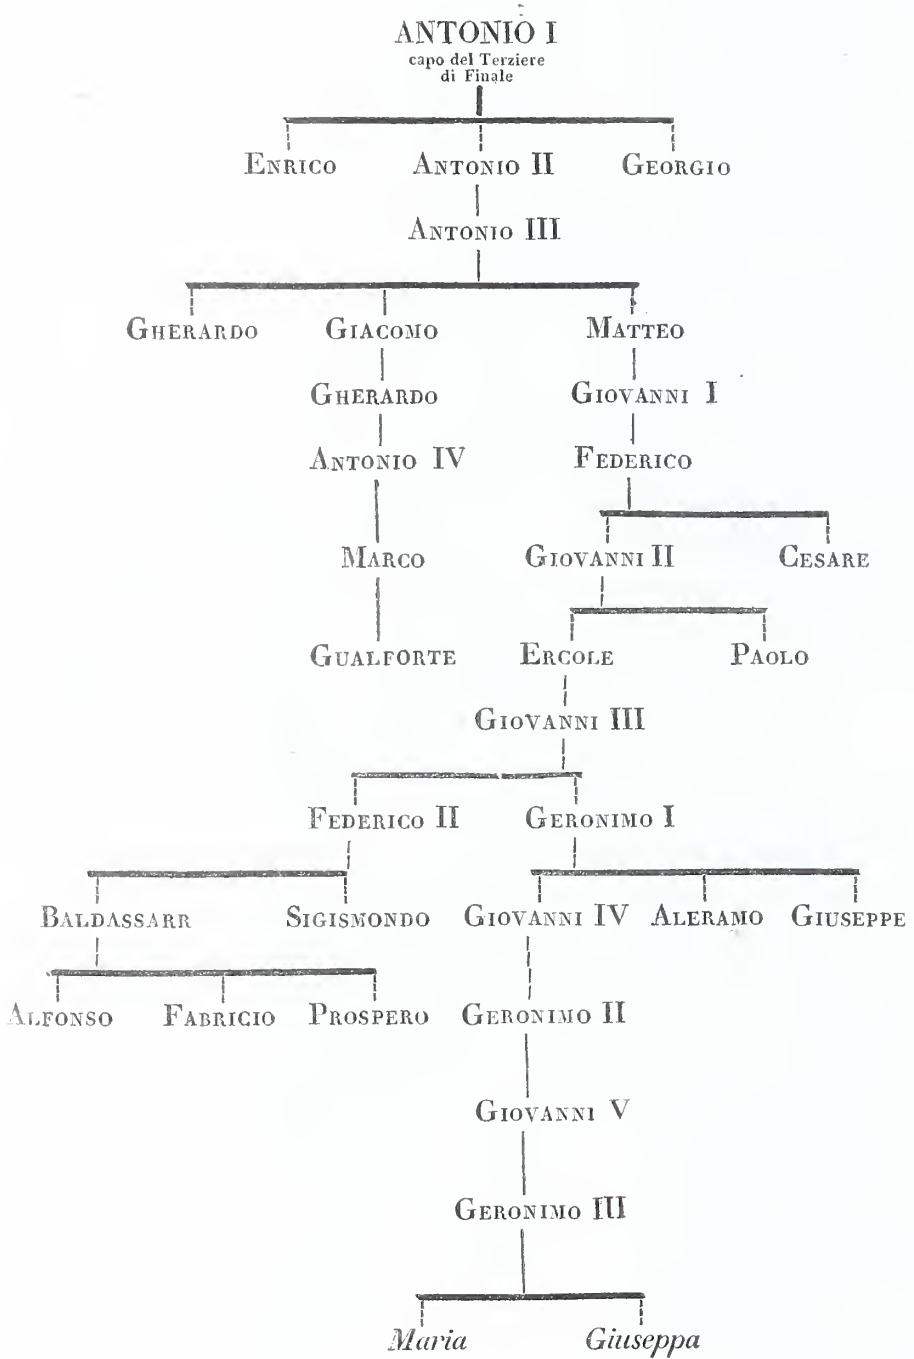 ANTONIO I
capo del Terziere
di Finale
ENRICO ANTONIO II GEORGIO
ANTONIO III
GHERARDO GIACOMO MATTEO
GHERARDO GIOVANNI I
ANTONIO IV FEDERICO
MARCO GIOVANNI II CESARE
GUALFORTE ERCOLE PAOLO
GIOVANNI III
FEDERICO II GERONIMO I
BALDASSARR SIGISMONDO GIOVANNI IV ALERAMO GIUSEPPE
ALFONSO FABRICIO PROSPERO GERONIMO II
GIOVANNI V
GERONIMO III
Maria Giuseppa